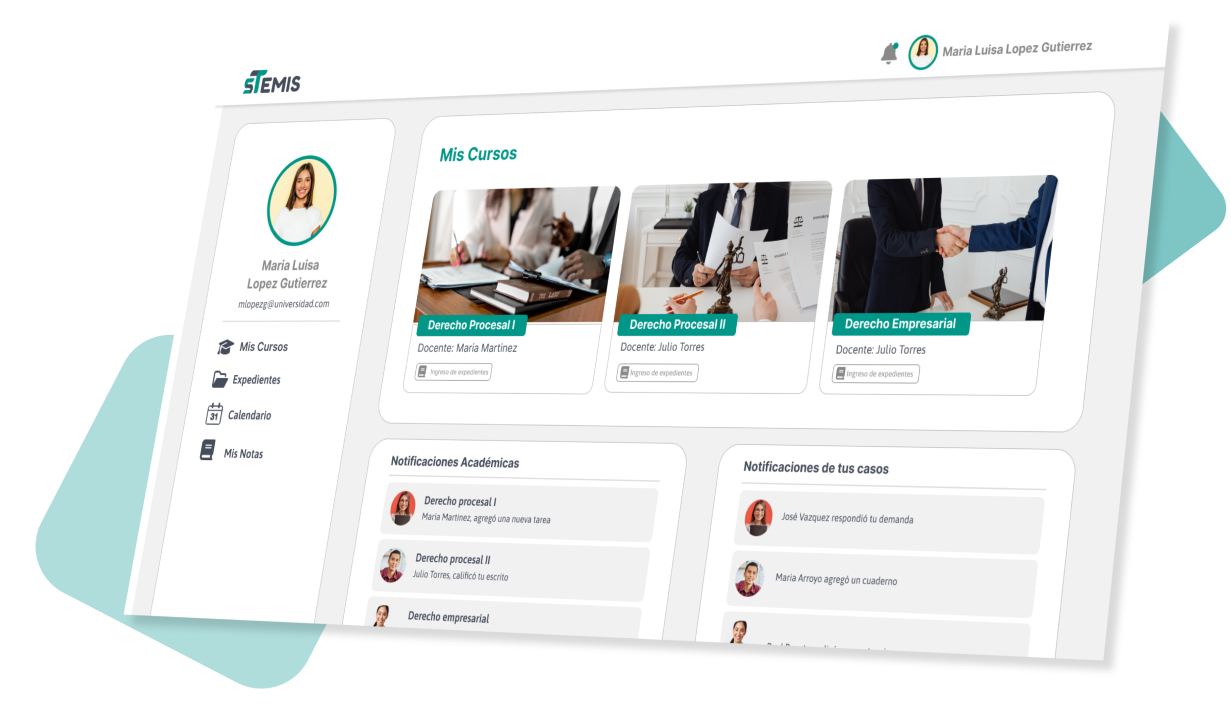 sTEMIS
Maria Luisa Lopez Gutierrez
Maria Luisa
Lopez Gutierrez
mlopezg@universidad.com
Mis Cursos
Expedientes
31
Calendario
Mis Notas
Mis Cursos
Derecho Procesal I
Docente: Maria Martinez
Ingreso de expedientes
Derecho Procesal II
Docente: Julio Torres
Ingreso de expedientes
Derecho Empresarial
Docente: Julio Torres
Ingreso de expedientes
Notificaciones Académicas
Derecho procesal I
Maria Martinez, agregó una nueva tarea
Derecho procesal II
Julio Torres, calificó tu escrito
Derecho empresarial
Notificaciones de tus casos
José Vazquez respondió tu demanda
Maria Arroyo agregó un cuaderno